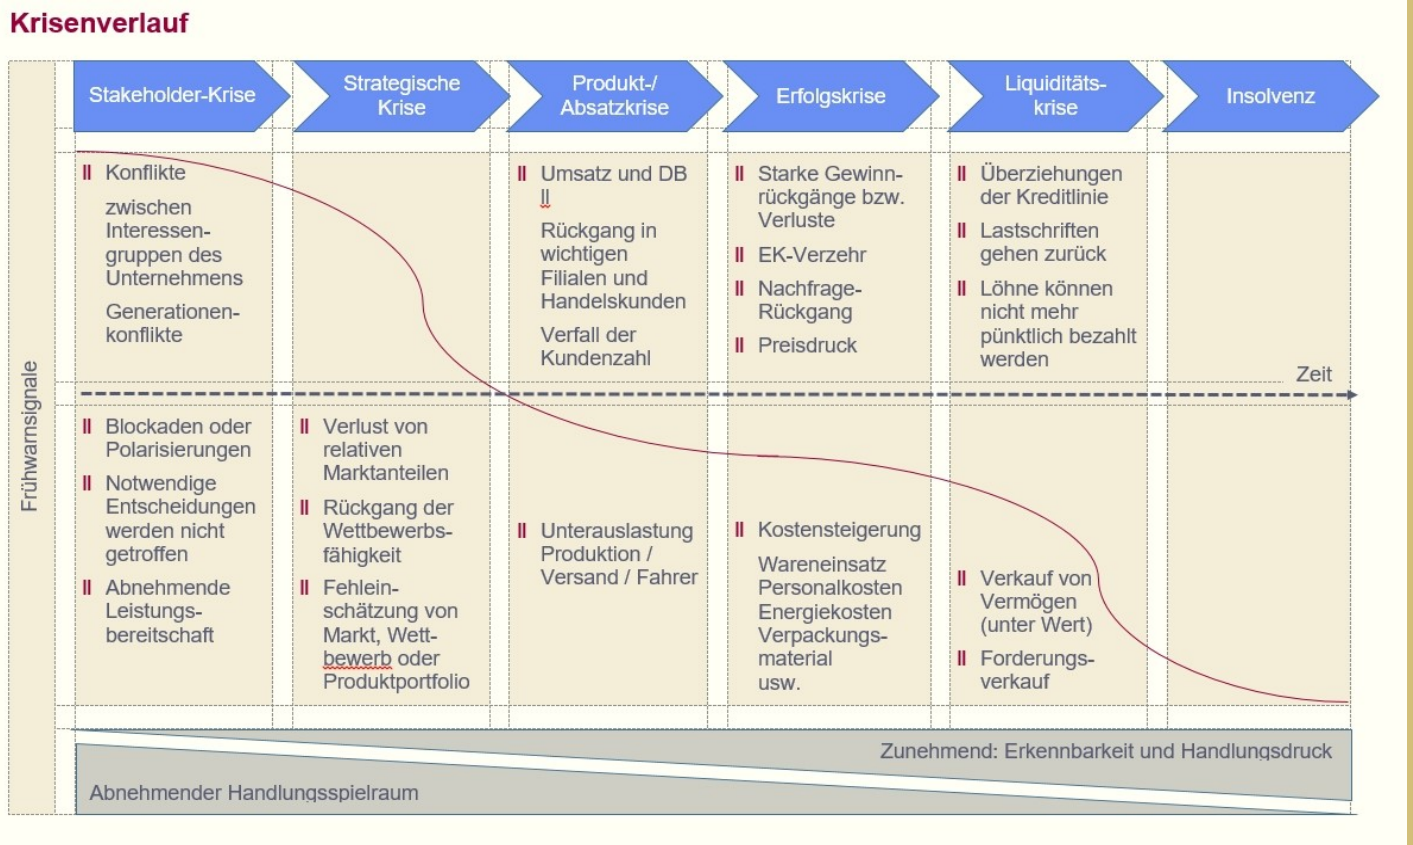 Krisenverlauf
Stakeholder-Krise
Strategische
Krise
Produkt-/
Absatzkrise
Erfolgskrise
Liquiditäts-
krise
Insolvenz
Frühwarnsignale
Konflikte
zwischen
Interessen-
gruppen des
Unternehmens
Generationen-
konflikte
Umsatz und DB
II
Rückgang in
wichtigen
Filialen und
Handelskunden
Verfall der
Kundenzahl
Starke Gewinn-
rückgänge bzw.
Verluste
EK-Verzehr
Nachfrage-
Rückgang
Preisdruck
Überziehungen
der Kreditlinie
Lastschriften
gehen zurück
Löhne können
nicht mehr
pünktlich bezahlt
werden
Zeit
Blockaden oder
Polarisierungen
Notwendige
Entscheidungen
werden nicht
getroffen
Abnehmende
Leistungs-
bereitschaft
Verlust von
relativen
Marktanteilen
Rückgang der
Wettbewerbs-
fähigkeit
Fehlein-
schätzung von
Markt, Wett-
bewerb oder
Produktportfolio
Unterauslastung
Produktion /
Versand / Fahrer
Kostensteigerung
Wareneinsatz
Personalkosten
Energiekosten
Verpackungs-
material
usw.
Verkauf von
Vermögen
(unter Wert)
Forderungs-
verkauf
Zunehmend: Erkennbarkeit und Handlungsdruck
Abnehmender Handlungsspielraum